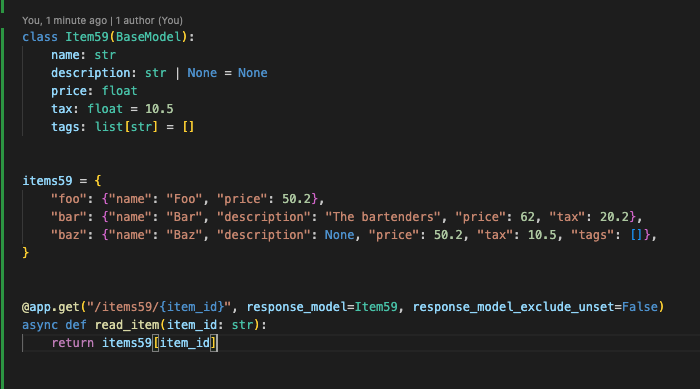 You, 1 minute ago | 1 author (You)
class Item59(BaseModel):
    name: str
    description: str | None = None
    price: float
    tax: float = 10.5
    tags: list[str] = []
items59 = {
    "foo": {"name": "Foo", "price": 50.2},
    "bar": {"name": "Bar", "description": "The bartenders", "price": 62, "tax": 20.2},
    "baz": {"name": "Baz", "description": None, "price": 50.2, "tax": 10.5, "tags": []},
}
@app.get("/items59/{item_id}", response_model=Item59, response_model_exclude_unset=False)
async def read_item(item_id: str):
    return items59[item_id]